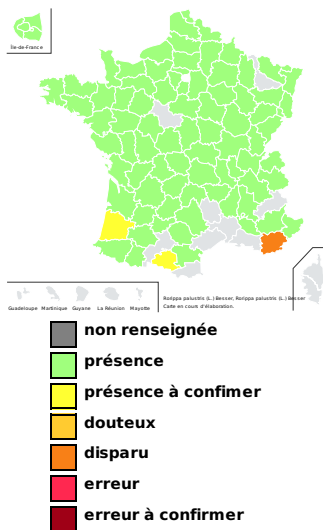 Île-de-France
Guadeloupe Martinique Guyane La Réunion Mayotte
Rorippa palustris (L.) Besser, Rorippa palustris (L.) Besser
Carte en cours d'élaboration.
non renseignée
présence
présence à confimer
douteux
disparu
erreur
erreur à confirmer